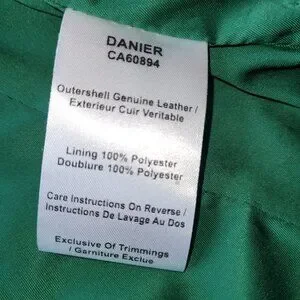 DANIER
CA60894
Outershell Genuine Leather /
Exterieur Cuir Veritable
Lining 100% Polyester
Doublure 100% Polyester
Care Instructions On Reverse /
Instructions De Lavage Au Dos
Exclusive Of Trimmings
/ Garniture Exclue